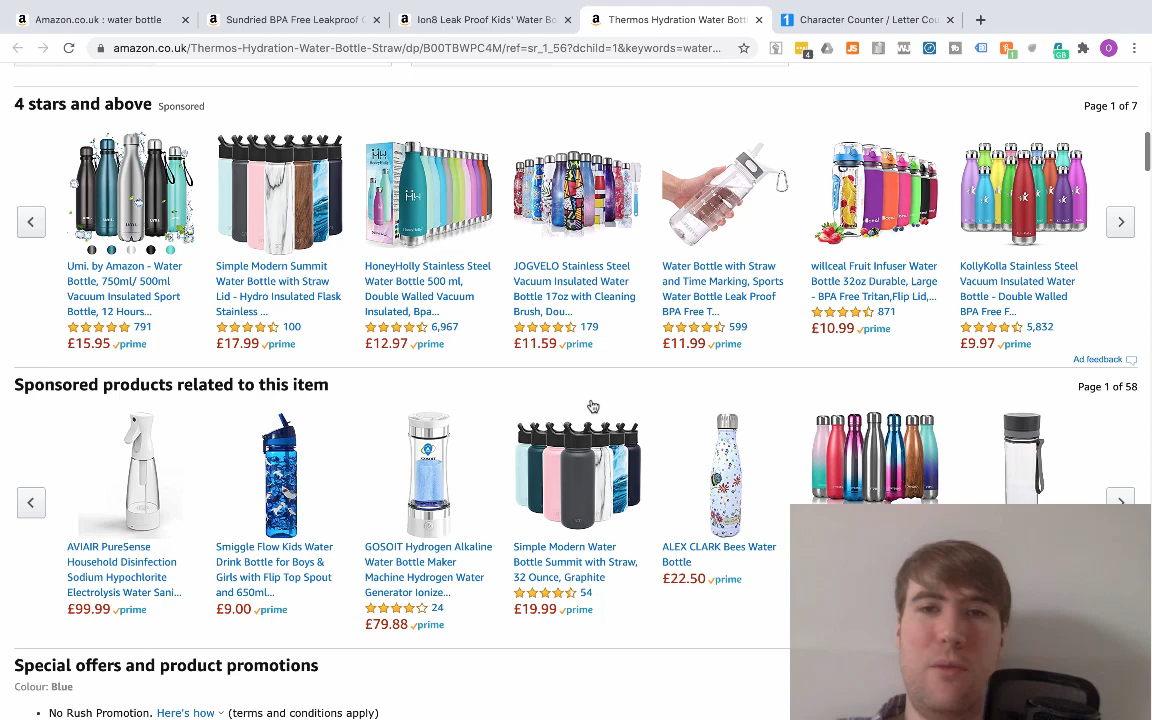 Amazon.co.uk : water bottle
Sundried BPA Free Leakproof
Ion8 Leak Proof Kids' Water Bo
Thermos Hydration Water Bott
Character Counter / Letter Cou
amazon.co.uk/Thermos-Hydration-Water-Bottle-Straw/dp/B00TBWPC4M/ref=sr_1_56?dchild=1&keywords=water...
4 stars and above Sponsored
Page 1 of 7
Umi. by Amazon - Water
Bottle, 750ml/ 500ml
Vacuum Insulated Sport
Bottle, 12 Hours...
791
£15.95 prime
Simple Modern Summit
Water Bottle with Straw
Lid - Hydro Insulated Flask
Stainless ...
100
£17.99 prime
HoneyHolly Stainless Steel
Water Bottle 500 ml,
Double Walled Vacuum
Insulated, Bpa...
6,967
£12.97 prime
JOGVELO Stainless Steel
Vacuum Insulated Water
Bottle 17oz with Cleaning
Brush, Dou...
179
£11.59 prime
Water Bottle with Straw
and Time Marking, Sports
Water Bottle Leak Proof
BPA Free T...
599
£11.99 prime
willceal Fruit Infuser Water
Bottle 32oz Durable, Large
- BPA Free Tritan,Flip Lid,...
871
£10.99 prime
KollyKolla Stainless Steel
Vacuum Insulated Water
Bottle - Double Walled
BPA Free F...
5,832
£9.97 prime
Ad feedback
Sponsored products related to this item
Page 1 of 58
AVIAIR PureSense
Household Disinfection
Sodium Hypochlorite
Electrolysis Water Sani...
£99.99 prime
Smiggle Flow Kids Water
Drink Bottle for Boys &
Girls with Flip Top Spout
and 650ml...
£9.00 prime
GOSOIT Hydrogen Alkaline
Water Bottle Maker
Machine Hydrogen Water
Generator Ionize...
24
£79.88 prime
Simple Modern Water
Bottle Summit with Straw,
32 Ounce, Graphite
54
£19.99 prime
ALEX CLARK Bees Water
Bottle
£22.50 prime
Special offers and product promotions
Colour: Blue
No Rush Promotion. Here's how (terms and conditions apply)